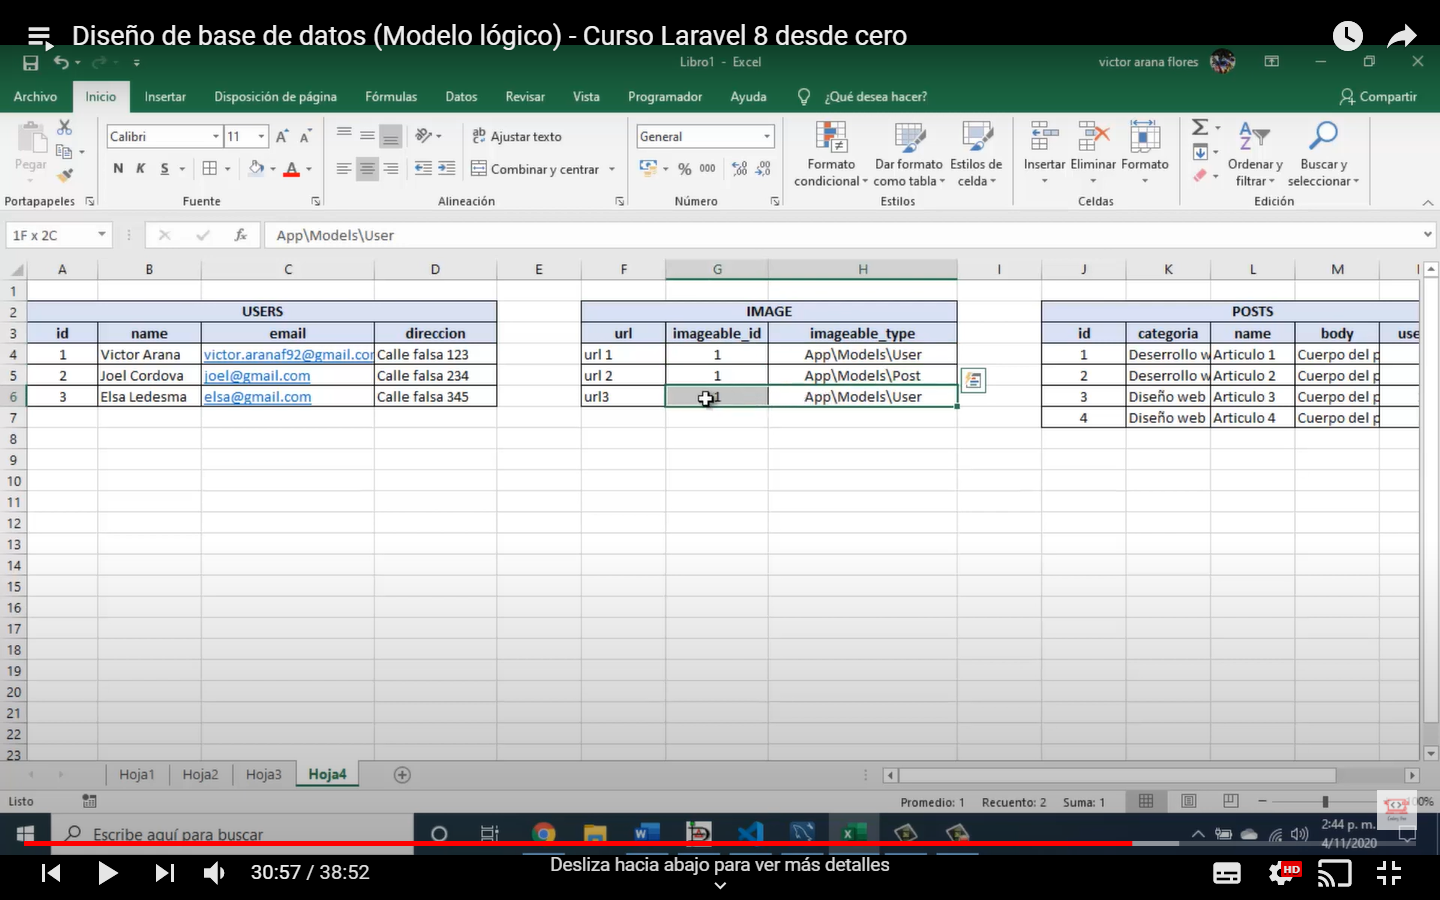 Diseño de base de datos (Modelo lógico) - Curso Laravel 8 desde cero
Libro1 - Excel
victor arana flores
Archivo Inicio Insertar Disposición de página Fórmulas Datos Revisar Vista Programador Ayuda ¿Qué desea hacer? Compartir
Pegar
Calibri 11
Ajustar texto
General
Formato condicional
Dar formato como tabla
Estilos de celda
Insertar Eliminar Formato
Ordenar y filtrar
Buscar y seleccionar
N K S
Combinar y centrar
% 000
Portapapeles Fuente Alineación Número Estilos Celdas Edición
1F x 2C fx App\Models\User
A B C D E F G H I J K L M
1
2 USERS IMAGE POSTS
3 id name email direccion url imageable_id imageable_type id categoria name body use
4 1 Victor Arana victor.aranaf92@gmail.cor Calle falsa 123 url 1 1 App\Models\User 1 Deserrollo w Articulo 1 Cuerpo del p
5 2 Joel Cordova joel@gmail.com Calle falsa 234 url 2 1 App\Models\Post 2 Deserrollo w Articulo 2 Cuerpo del p
6 3 Elsa Ledesma elsa@gmail.com Calle falsa 345 url3 1 App\Models\User 3 Diseño web Articulo 3 Cuerpo del p
7 4 Diseño web Articulo 4 Cuerpo del p
8
9
10
11
12
13
14
15
16
17
18
19
20
21
22
23
Hoja1 Hoja2 Hoja3 Hoja4
Listo Promedio: 1 Recuento: 2 Suma: 1
Escribe aquí para buscar
2:44 p. m.
4/11/2020
30:57 / 38:52
Desliza hacia abajo para ver más detalles
HD